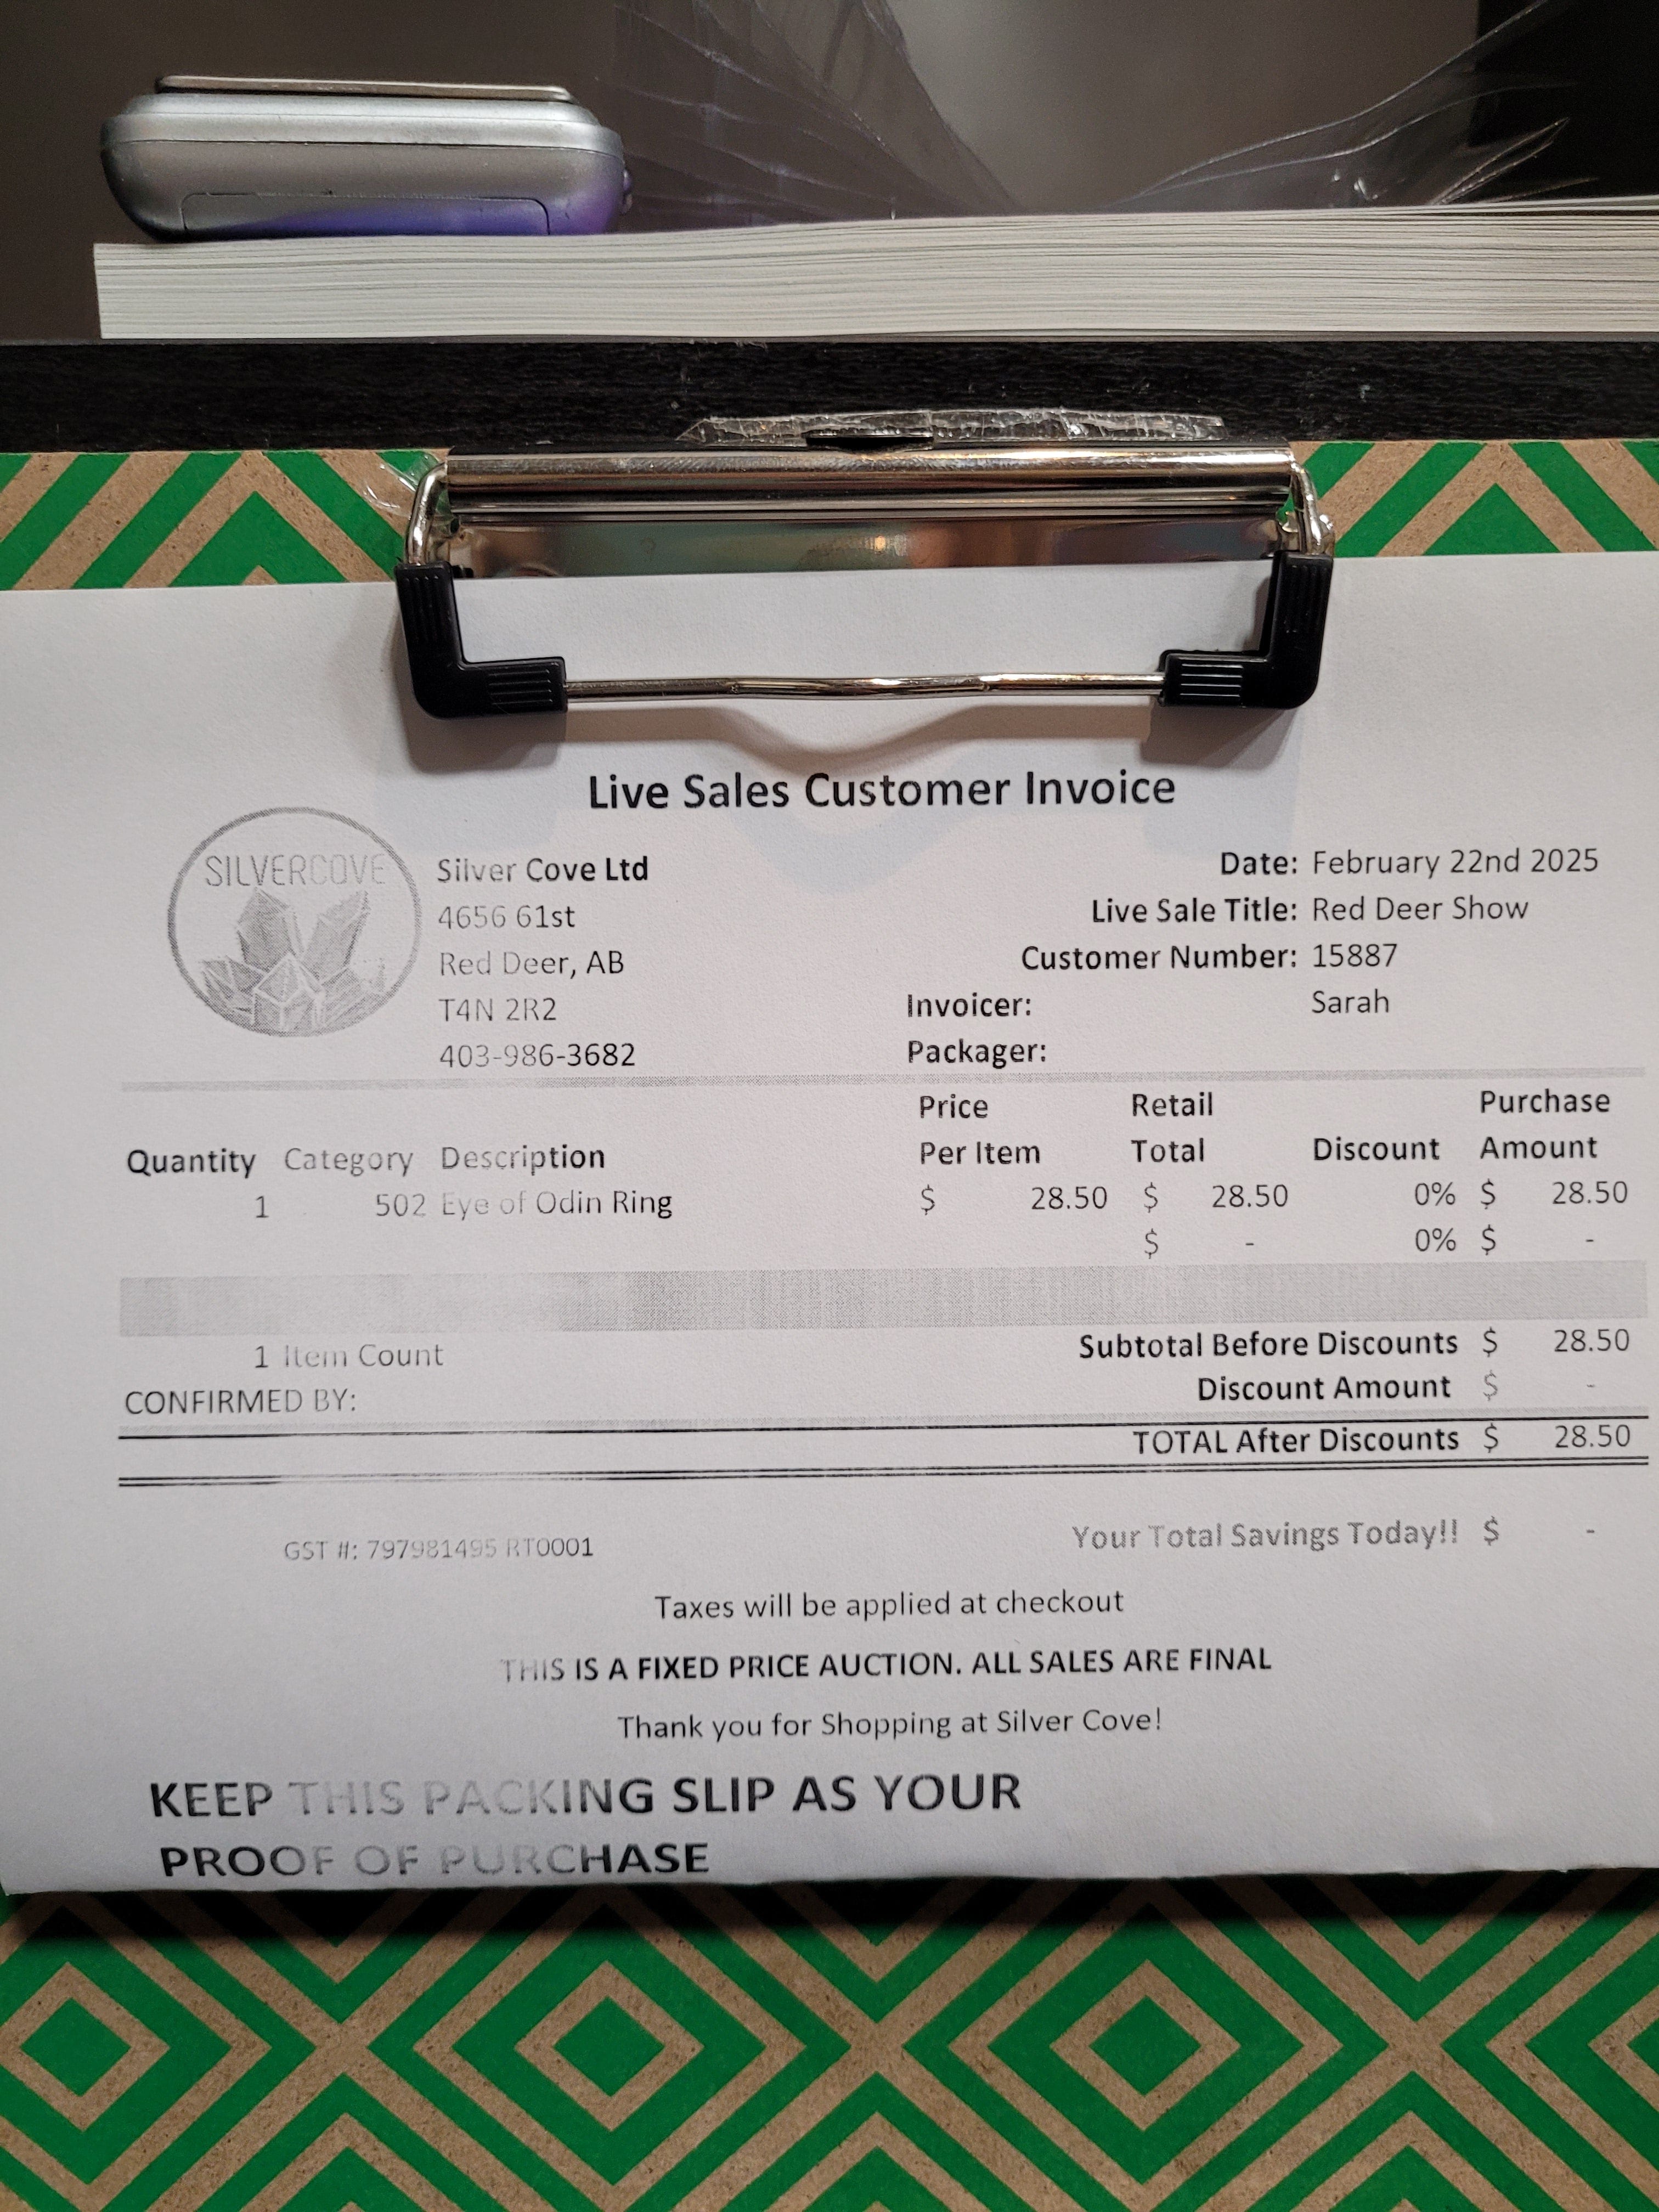 Live Sales Customer Invoice
SILVERCOVE
Silver Cove Ltd
4656 61st
Red Deer, AB
T4N 2R2
403-986-3682
Date: February 22nd 2025
Live Sale Title: Red Deer Show
Customer Number: 15887
Invoicer: Sarah
Packager:
Quantity Category Description Price Per Item Retail Total Discount Purchase Amount
1 502 Eye of Odin Ring $ 28.50 $ 28.50 0% $ 28.50
$ - 0% $ -
1 Item Count
CONFIRMED BY:
Subtotal Before Discounts $ 28.50
Discount Amount $ -
TOTAL After Discounts $ 28.50
GST #: 797981495 RT0001
Your Total Savings Today!! $ -
Taxes will be applied at checkout
THIS IS A FIXED PRICE AUCTION. ALL SALES ARE FINAL
Thank you for Shopping at Silver Cove!
KEEP THIS PACKING SLIP AS YOUR
PROOF OF PURCHASE